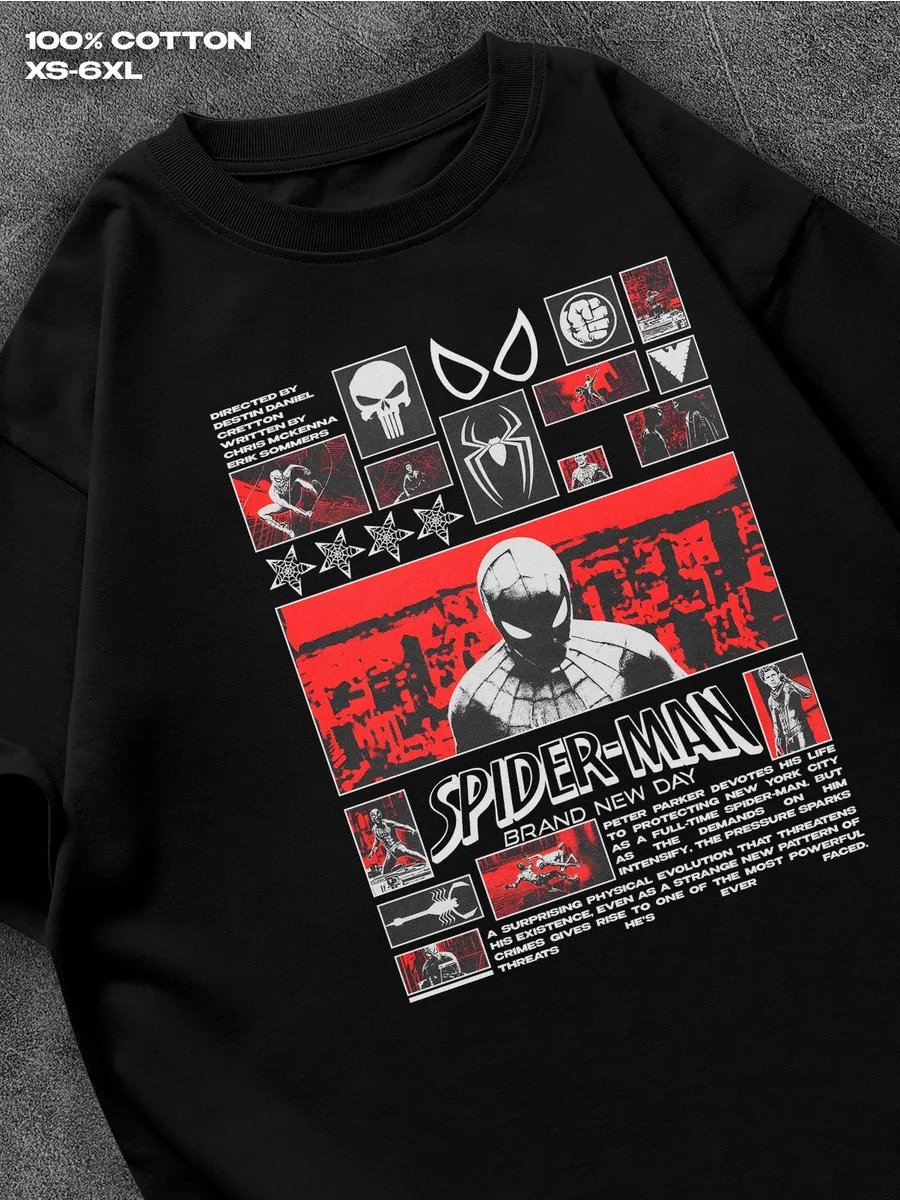 100% COTTON
XS-6XL
DIRECTED BY
DESTIN DANIEL
CRETTON
WRITTEN BY
CHRIS MCKENNA
ERIK SOMMERS
SPIDER-MAN
BRAND NEW DAY
PETER PARKER DEVOTES HIS LIFE
TO PROTECTING NEW YORK CITY
AS A FULL-TIME SPIDER-MAN. BUT
AS THE DEMANDS ON HIM
INTENSIFY, THE PRESSURE SPARKS
A SURPRISING PHYSICAL EVOLUTION THAT THREATENS
HIS EXISTENCE, EVEN AS A STRANGE NEW PATTERN OF
CRIMES GIVES RISE TO ONE OF THE MOST POWERFUL
THREATS HE'S EVER FACED.